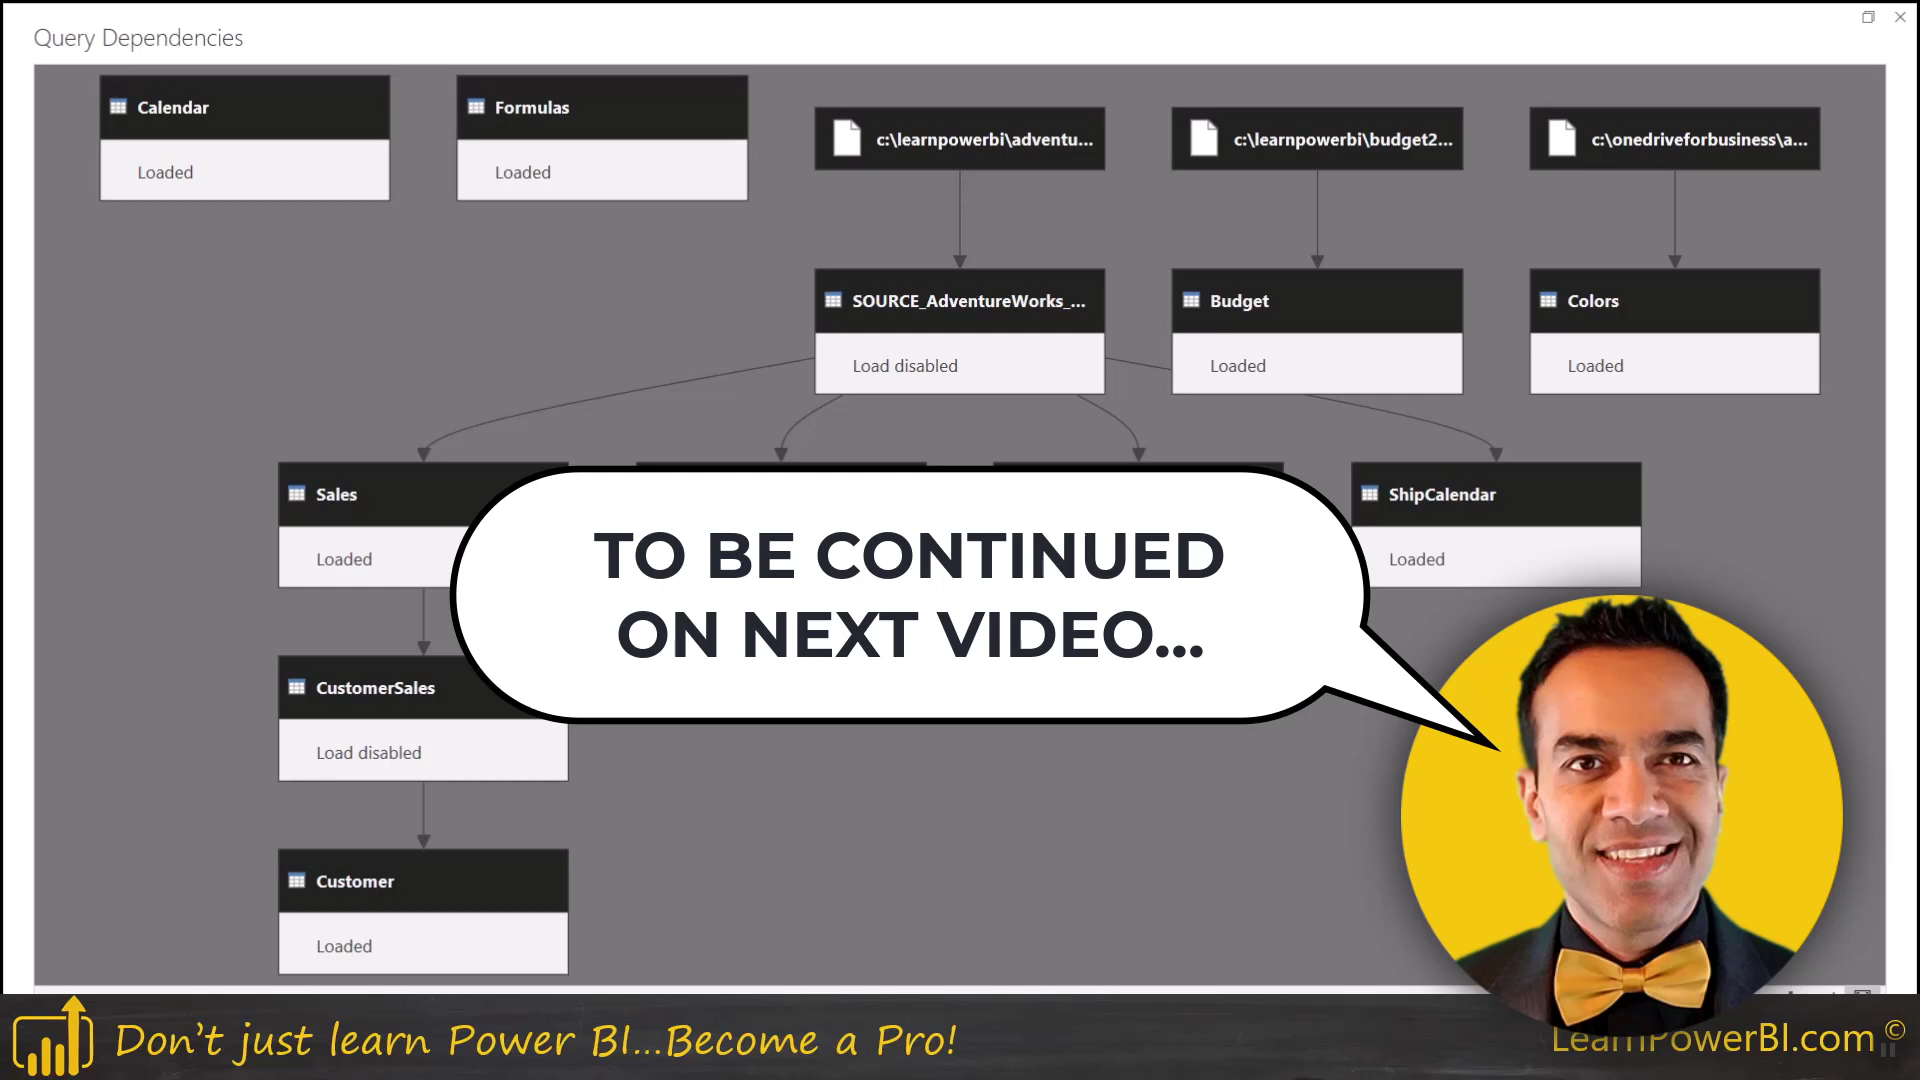 Query Dependencies
Calendar
Loaded
Formulas
Loaded
c:\learnpowerbi\adventu...
c:\learnpowerbi\budget2...
c:\onedriveforbusiness\a...
SOURCE_AdventureWorks_...
Load disabled
Budget
Loaded
Colors
Loaded
Sales
Loaded
ShipCalendar
Loaded
TO BE CONTINUED
ON NEXT VIDEO...
CustomerSales
Load disabled
Customer
Loaded
Don't just learn Power BI...Become a Pro!
LearnPowerBI.com ©